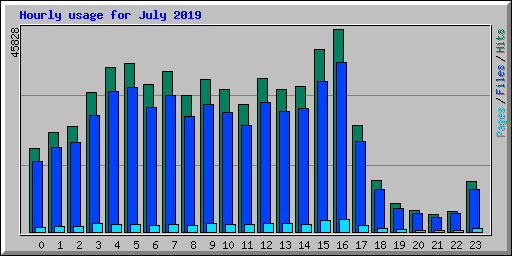 Hourly usage for July 2019
45828
Pages/Files/Hits
0 1 2 3 4 5 6 7 8 9 10 11 12 13 14 15 16 17 18 19 20 21 22 23